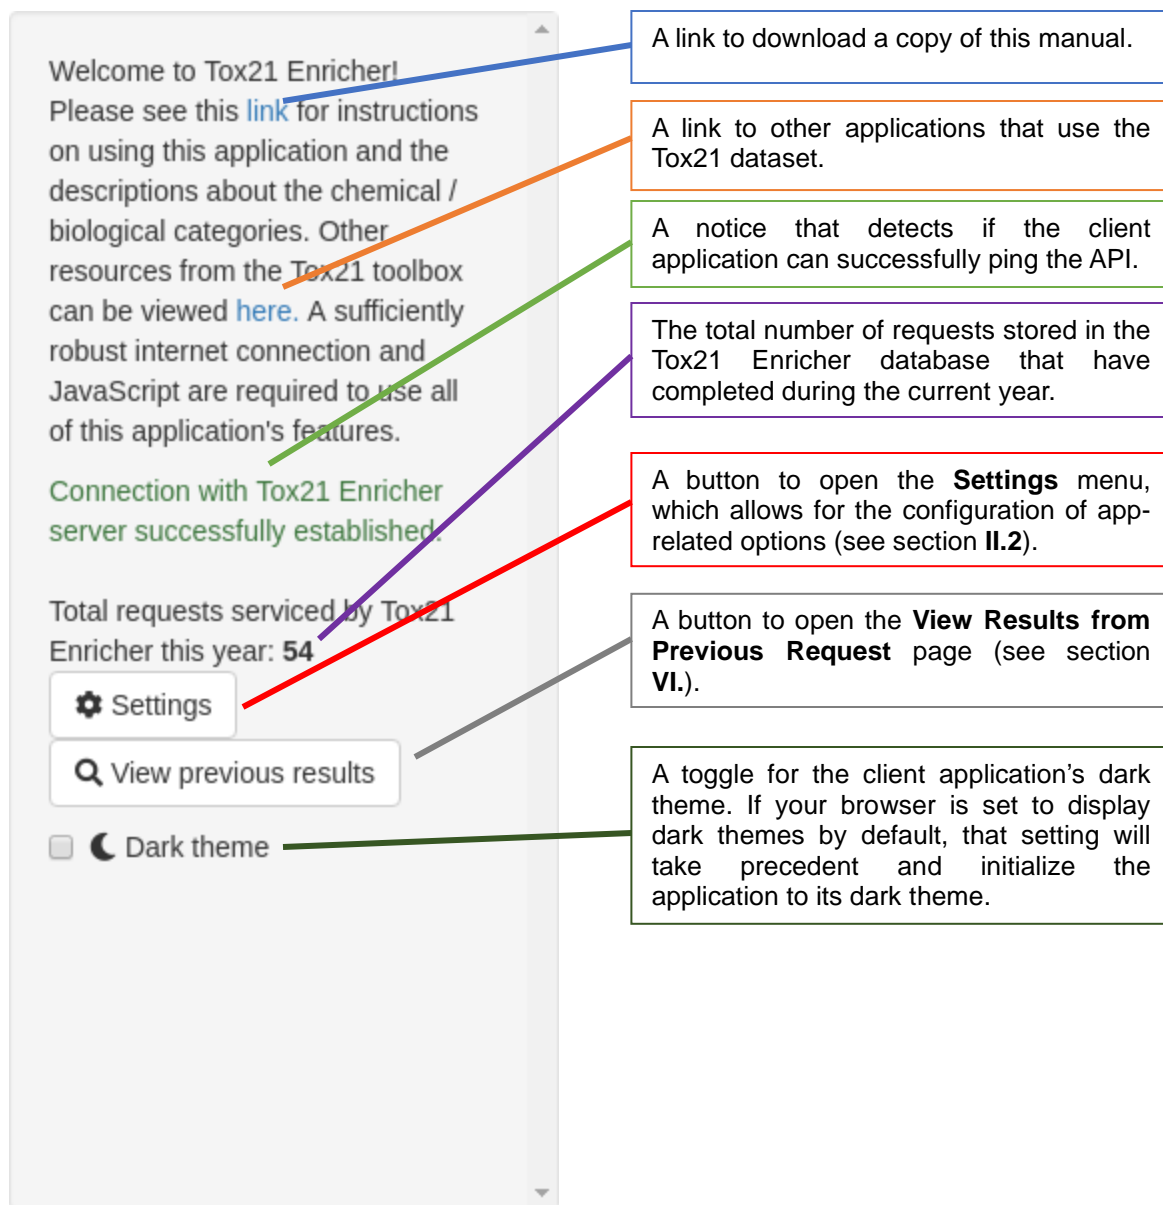 Welcome to Tox21 Enricher!
Please see this link for instructions
on using this application and the
descriptions about the chemical /
biological categories. Other
resources from the Tox21 toolbox
can be viewed here. A sufficiently
robust internet connection and
JavaScript are required to use all
of this application's features.
Connection with Tox21 Enricher
server successfully established.
Total requests serviced by Tox21
Enricher this year: 54
Settings
View previous results
Dark theme
A link to download a copy of this manual.
A link to other applications that use the
Tox21 dataset.
A notice that detects if the client
application can successfully ping the API.
The total number of requests stored in the
Tox21 Enricher database that have
completed during the current year.
A button to open the Settings menu,
which allows for the configuration of app-
related options (see section II.2).
A button to open the View Results from
Previous Request page (see section
VI.).
A toggle for the client application’s dark
theme. If your browser is set to display
dark themes by default, that setting will
take precedent and initialize the
application to its dark theme.